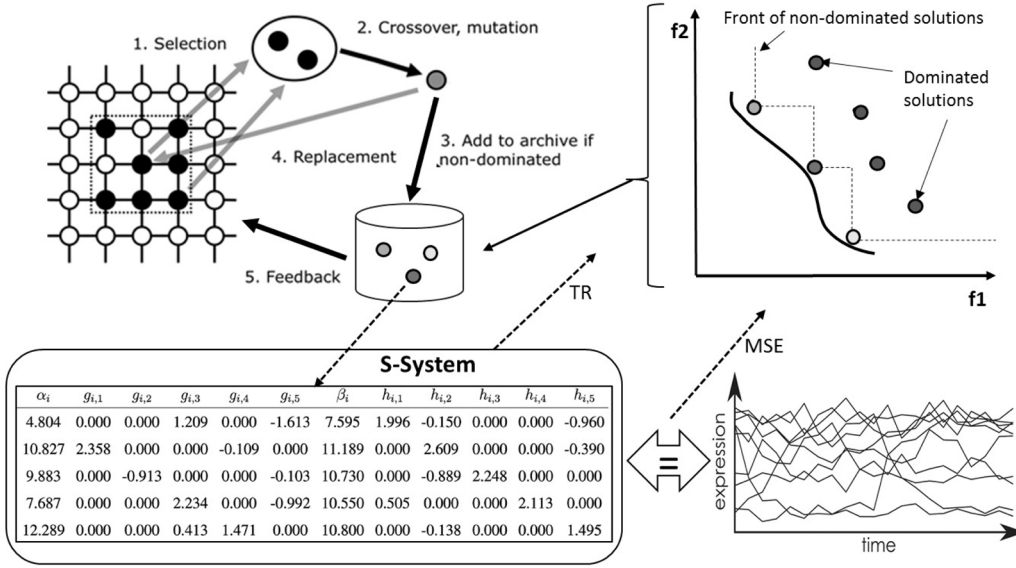 2. Crossover, mutation
1. Selection
3. Add to archive if
non-dominated
4. Replacement
5. Feedback
f2
Front of non-dominated solutions
Dominated
solutions
f1
TR
MSE
S-System
αi gi,1 gi,2 gi,3 gi,4 gi,5 βi hi,1 hi,2 hi,3 hi,4 hi,5
4.804 0.000 0.000 1.209 0.000 -1.613 7.595 1.996 -0.150 0.000 0.000 -0.960
10.827 2.358 0.000 0.000 -0.109 0.000 11.189 0.000 2.609 0.000 0.000 -0.390
9.883 0.000 -0.913 0.000 0.000 -0.103 10.730 0.000 -0.889 2.248 0.000 0.000
7.687 0.000 0.000 2.234 0.000 -0.992 10.550 0.505 0.000 0.000 2.113 0.000
12.289 0.000 0.000 0.413 1.471 0.000 10.800 0.000 -0.138 0.000 0.000 1.495
=
expression
time